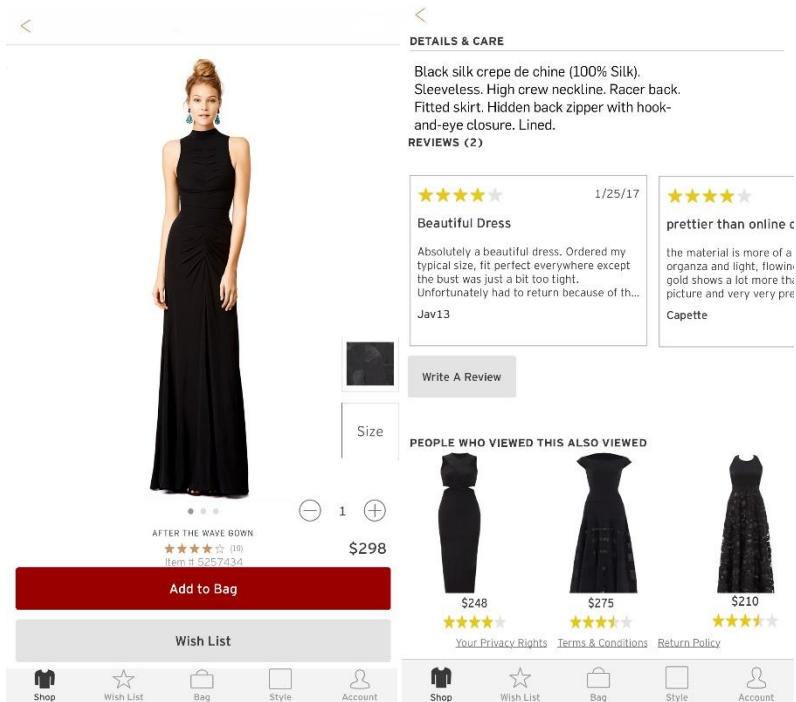 Size
1
AFTER THE WAVE GOWN
(10)
$298
Item # 5257434
Add to Bag
Wish List
Shop
Wish List
Bag
Style
Account
DETAILS & CARE
Black silk crepe de chine (100% Silk).
Sleeveless. High crew neckline. Racer back.
Fitted skirt. Hidden back zipper with hook-
and-eye closure. Lined.
REVIEWS (2)
1/25/17
Beautiful Dress
Absolutely a beautiful dress. Ordered my
typical size, fit perfect everywhere except
the bust was just a bit too tight.
Unfortunately had to return because of th...
Jav13
prettier than online
the material is more of a
organza and light,
gold shows a lot more
picture and very very
Capette
Write A Review
PEOPLE WHO VIEWED THIS ALSO VIEWED
$248
$275
$210
Your Privacy Rights Terms & Conditions Return Policy
Shop
Wish List
Bag
Style
Account